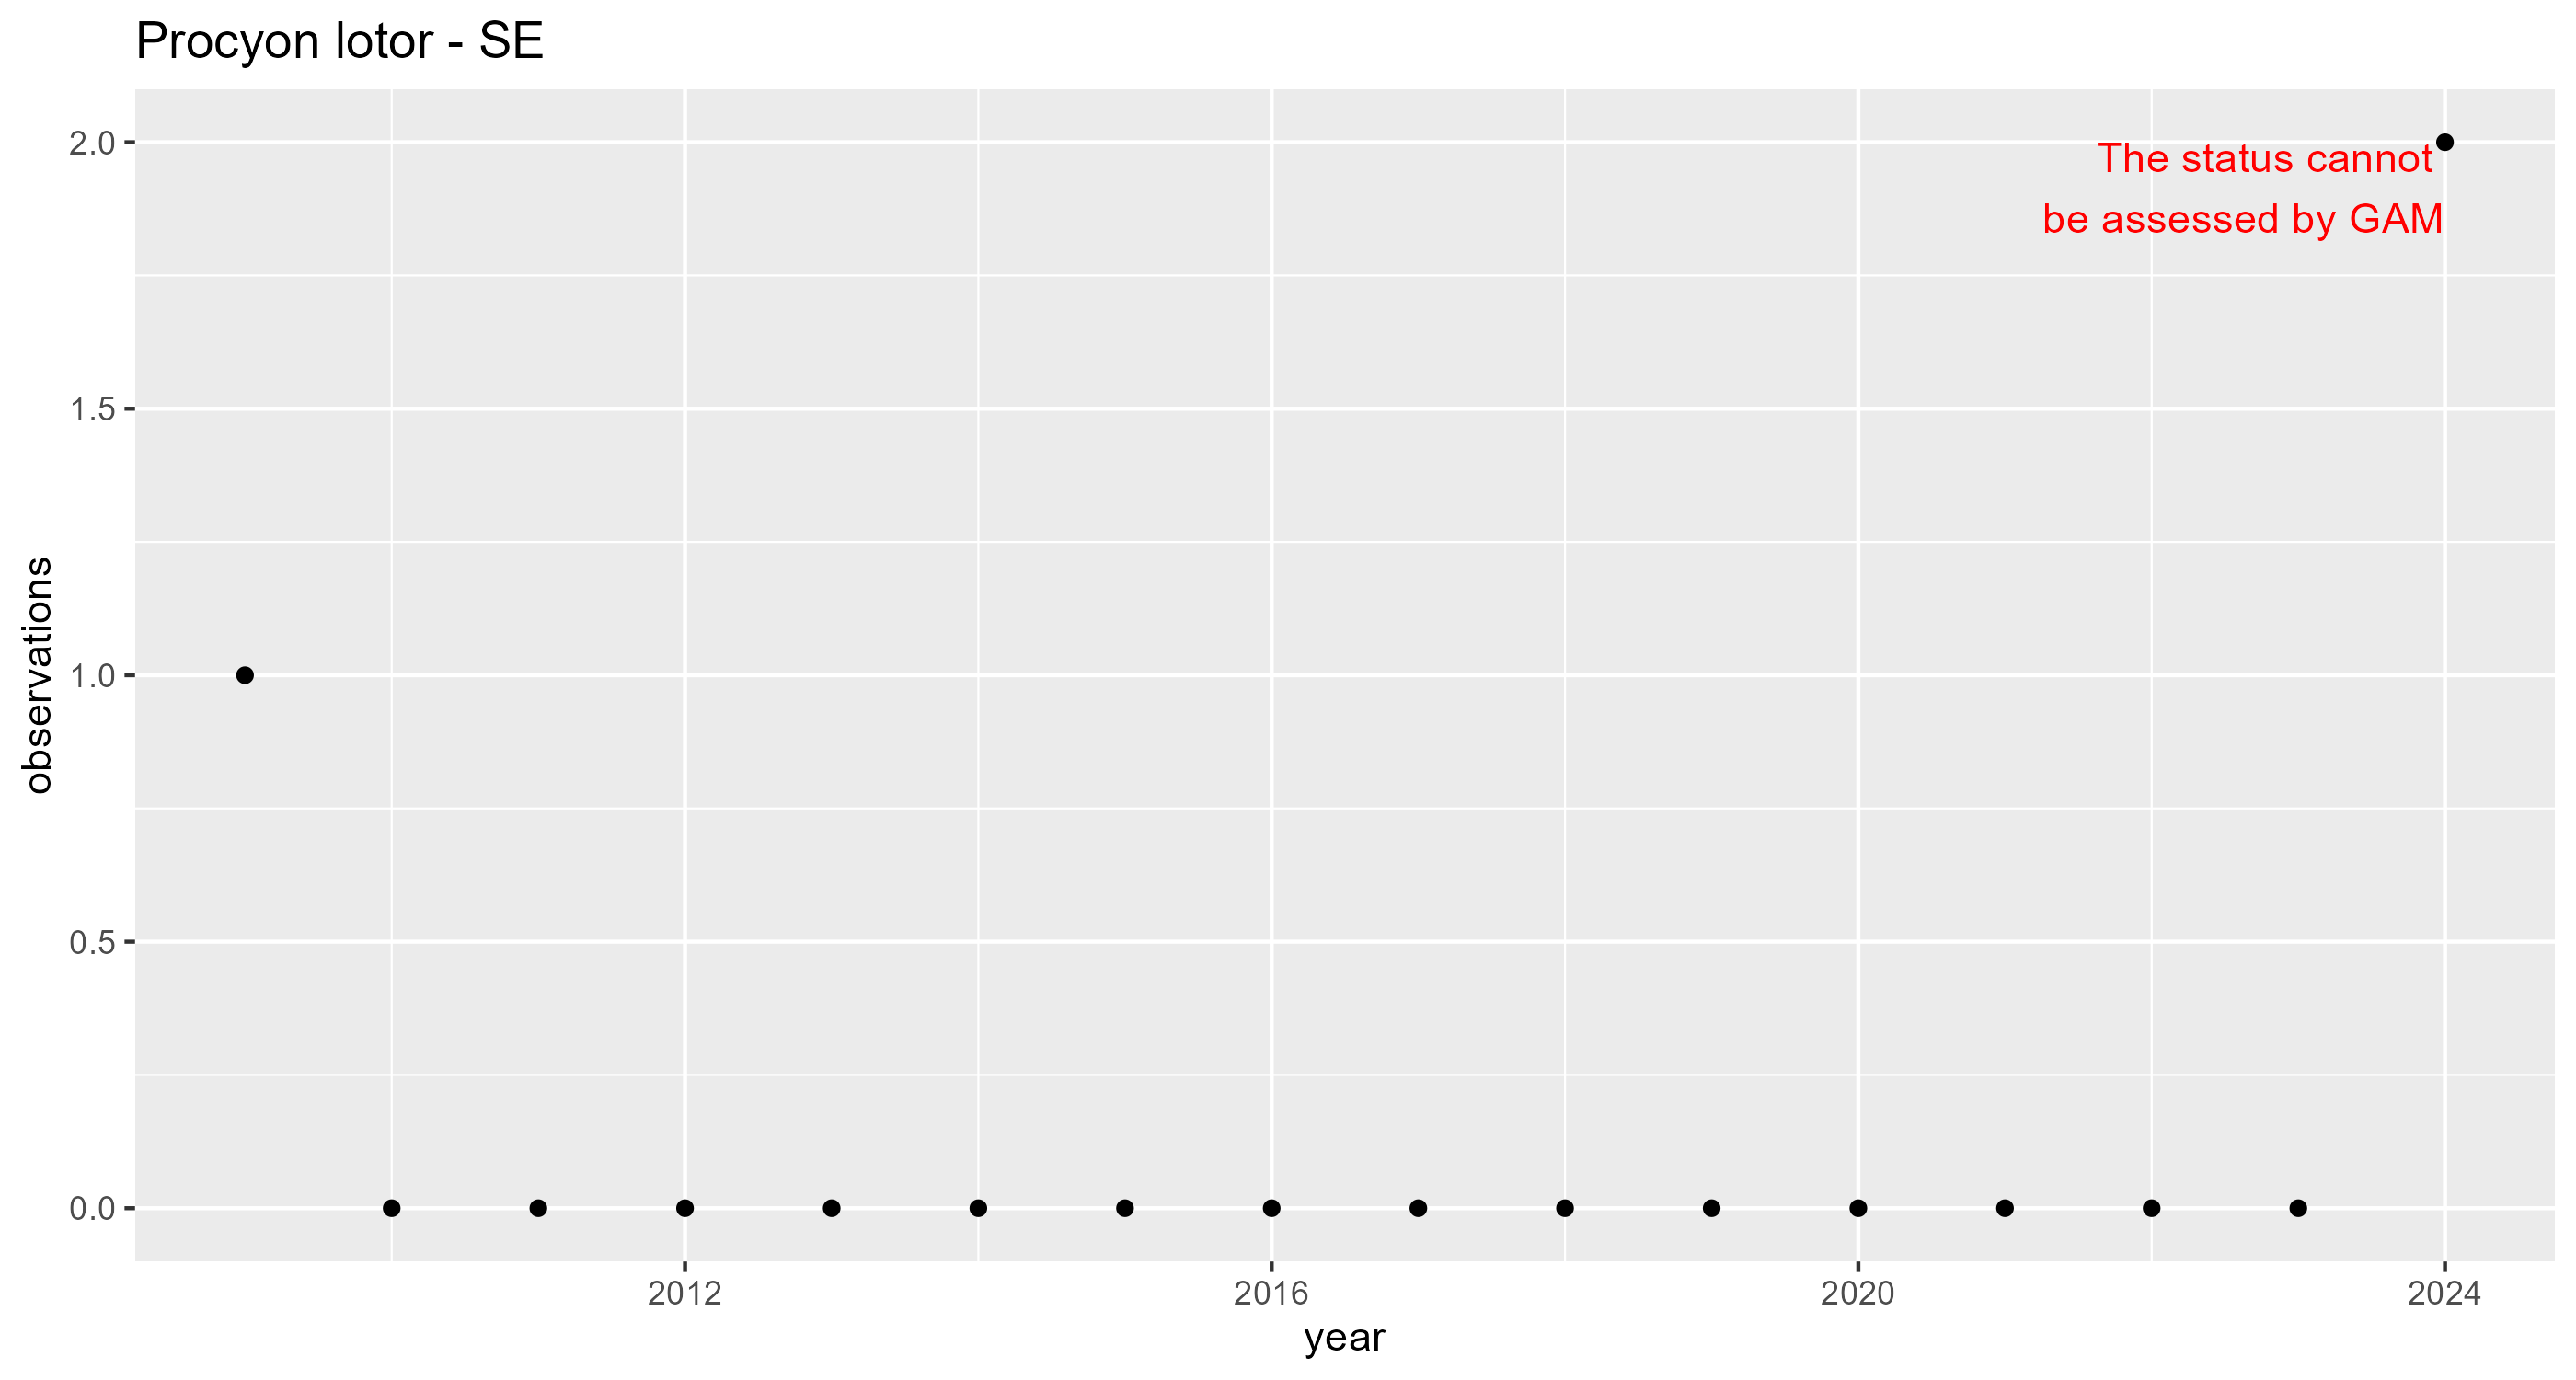 Procyon lotor - SE
The status cannot
be assessed by GAM
2.0
1.5
1.0
0.5
0.0
observations
2012 2016 2020 2024
year